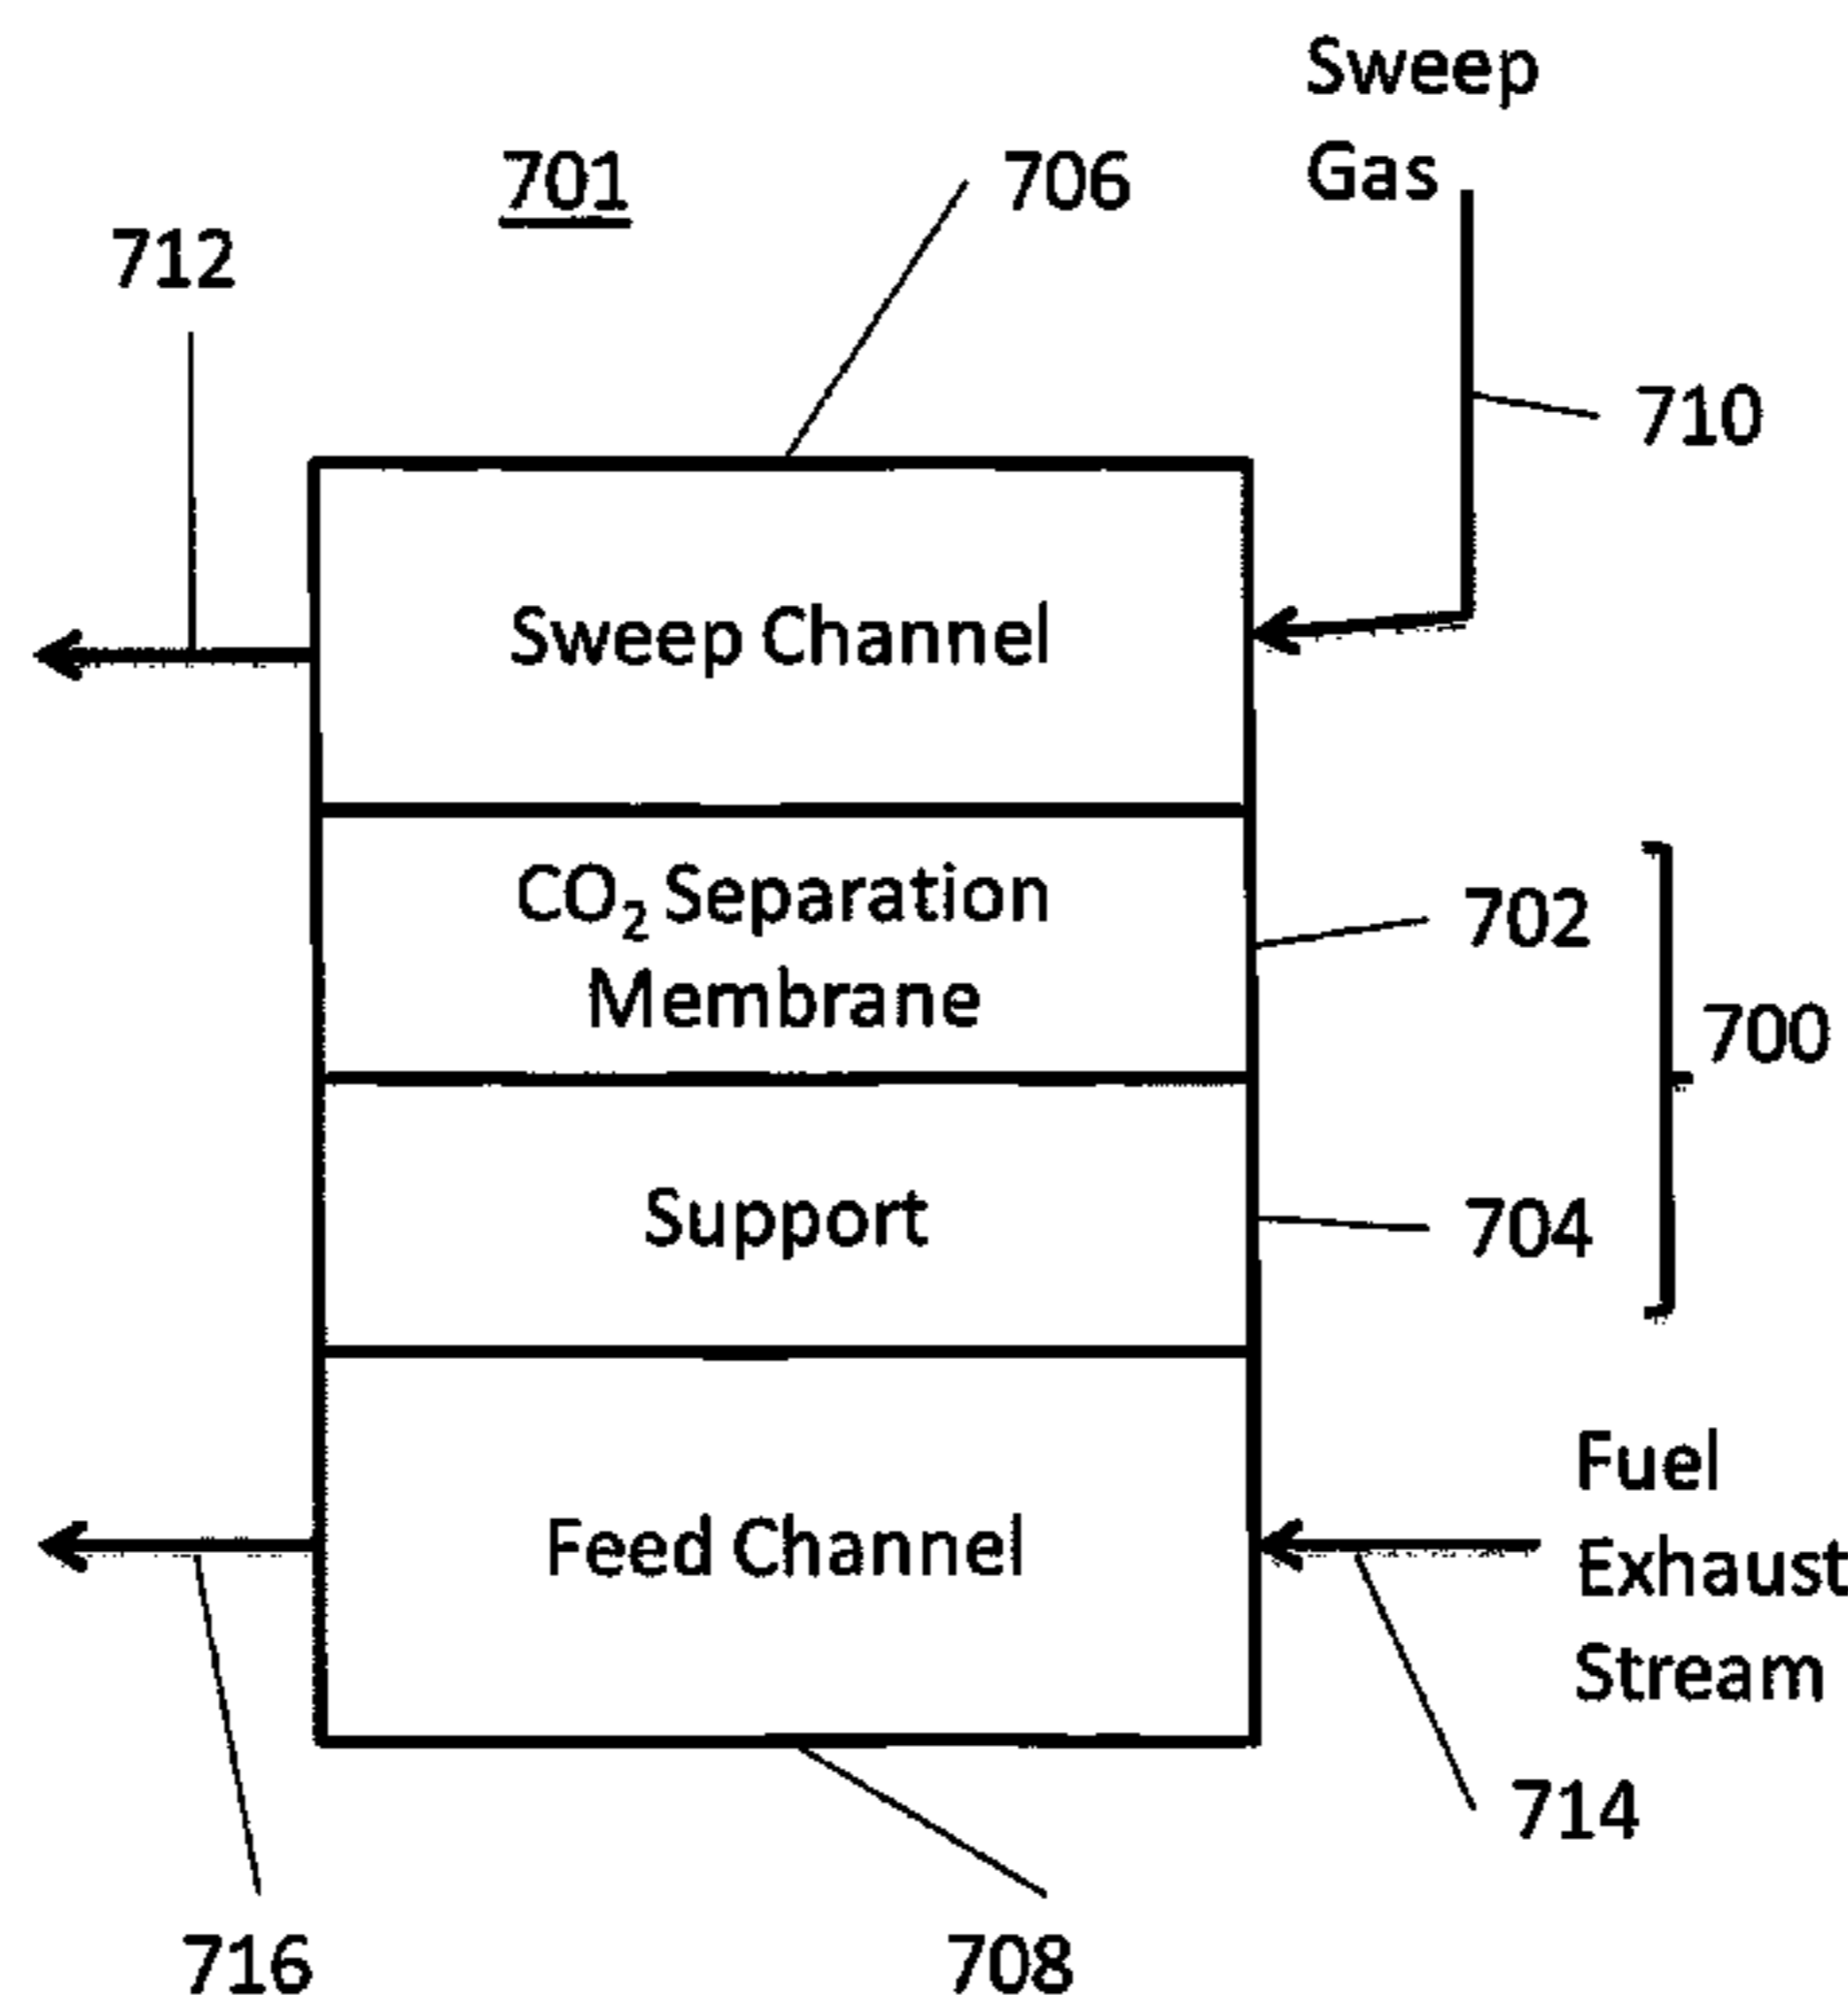 Sweep
Gas
701
706
712
710
Sweep Channel
CO₂ Separation
Membrane
702
700
Support
704
Fuel
Exhaust
Stream
Feed Channel
714
716
708